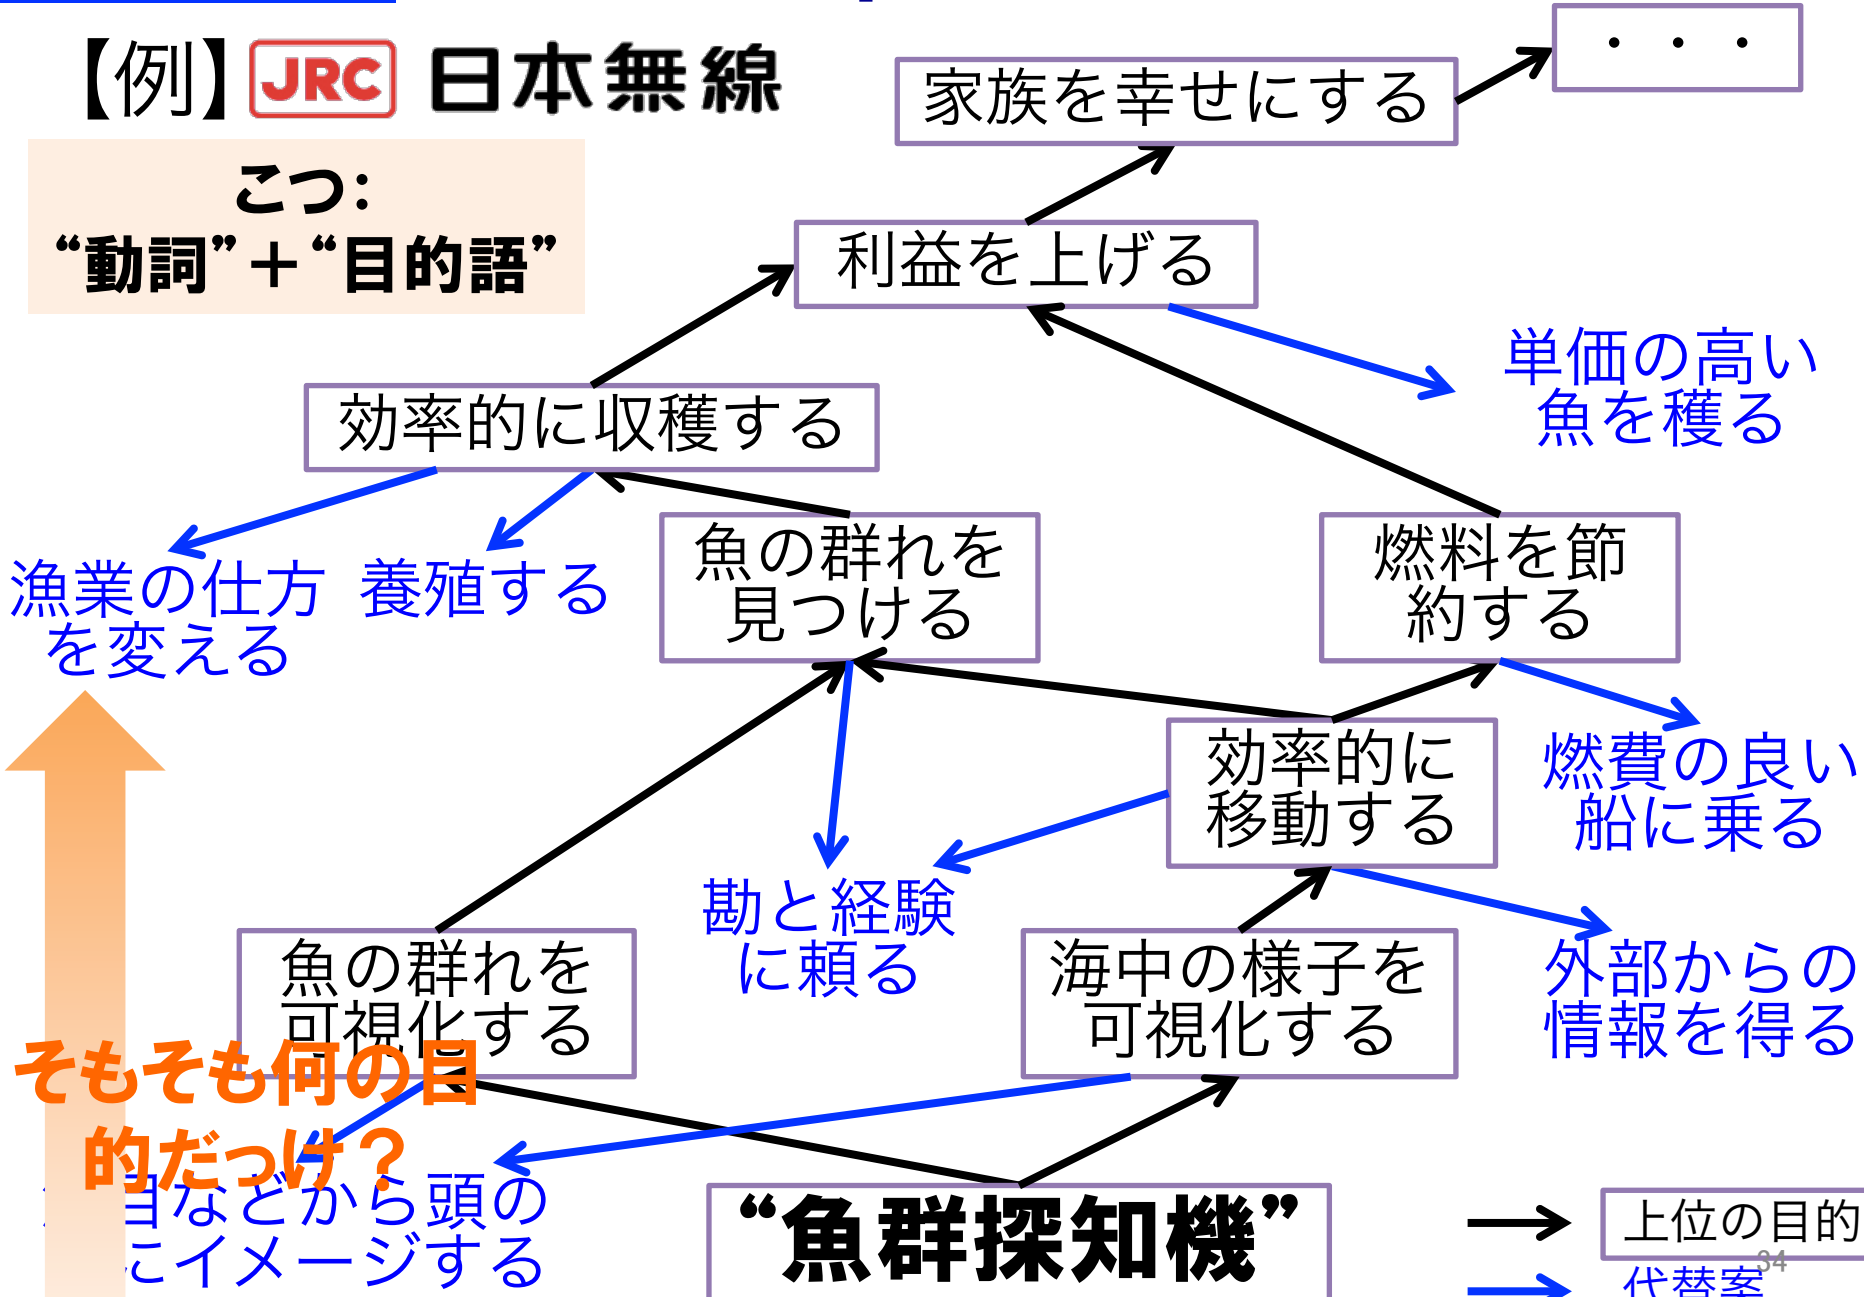 【例】JRC 日本無線
・・・
家族を幸せにする
こつ：
“動詞”＋“目的語”
利益を上げる
単価の高い
魚を穫る
効率的に収穫する
漁業の仕方
を変える
養殖する
魚の群れを
見つける
燃料を節
約する
効率的に
移動する
燃費の良い
船に乗る
勘と経験
に頼る
魚の群れを
可視化する
海中の様子を
可視化する
外部からの
情報を得る
そもそも何の目
的だっけ？
目などから頭の
にイメージする
“魚群探知機”
上位の目的
34
代替案